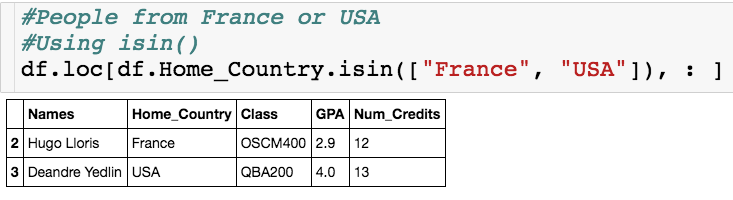 #People from France or USA
#Using isin()
df.loc[df.Home_Country.isin(["France", "USA"]), : ]
Names Home_Country Class GPA Num_Credits
2 Hugo Lloris France OSCM400 2.9 12
3 Deandre Yedlin USA QBA200 4.0 13